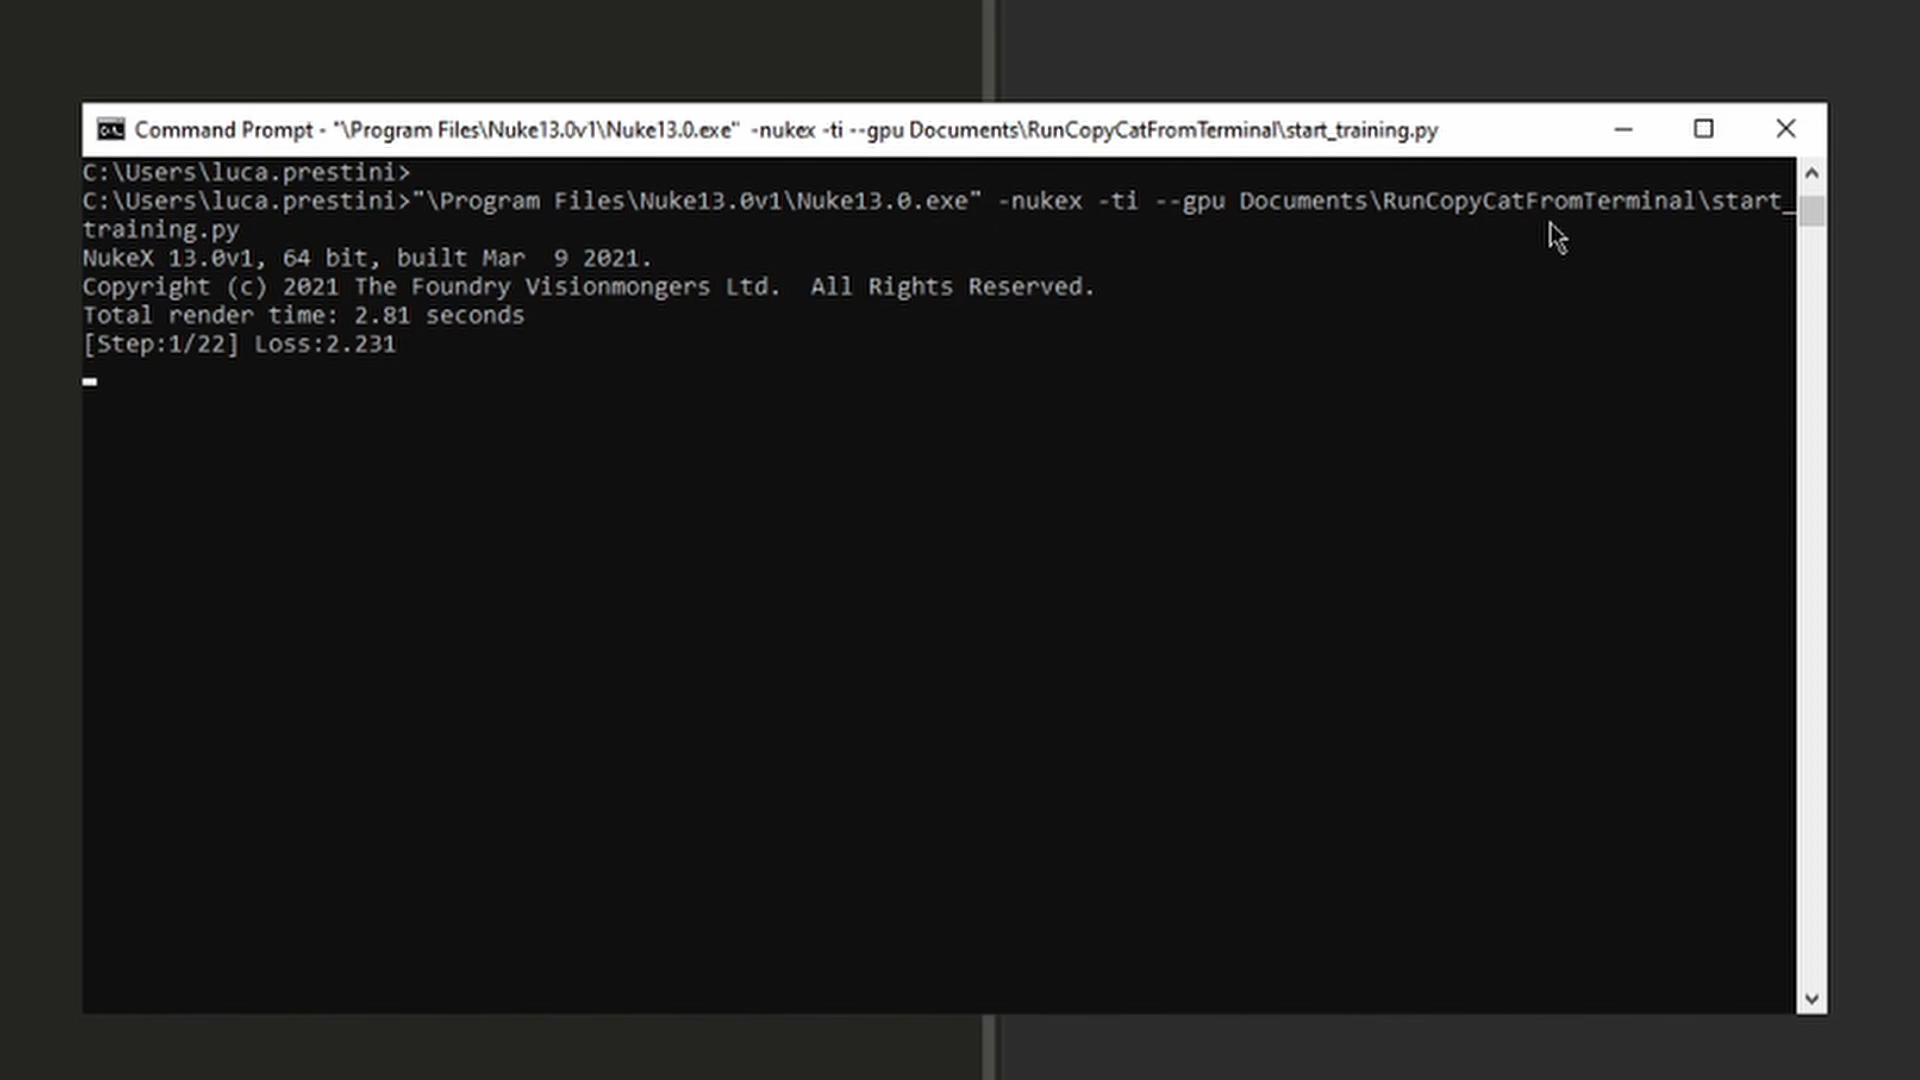 Command Prompt - "\Program Files\Nuke13.0v1\Nuke13.0.exe" -nukex -ti --gpu Documents\RunCopyCatFromTerminal\start_training.py
C:\Users\luca.prestini>
C:\Users\luca.prestini>"\Program Files\Nuke13.0v1\Nuke13.0.exe" -nukex -ti --gpu Documents\RunCopyCatFromTerminal\start_
training.py
NukeX 13.0v1, 64 bit, built Mar  9 2021.
Copyright (c) 2021 The Foundry Visionmongers Ltd.  All Rights Reserved.
Total render time: 2.81 seconds
[Step:1/22] Loss:2.231